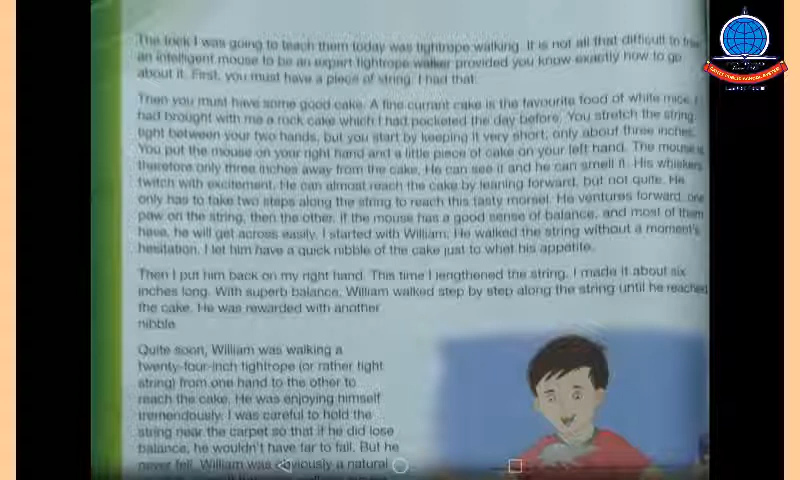 The trick I was going to teach them today was tightrope walking. It is not all that difficult to train
an intelligent mouse to be an expert tightrope walker provided you know exactly how to go
about it. First, you must have a piece of string. I had that.
Then you must have some good cake. A fine currant cake is the favourite food of white mice. I
had brought with me a rock cake which I had pocketed the day before. You stretch the string
tight between your two hands, but you start by keeping it very short, only about three inches.
You put the mouse on your right hand and a little piece of cake on your left hand. The mouse is
therefore only three inches away from the cake. He can see it and he can smell it. His whiskers
twitch with excitement. He can almost reach the cake by leaning forward, but not quite. He
only has to take two steps along the string to reach this tasty morsel. He ventures forward, one
paw on the string, then the other. If the mouse has a good sense of balance, and most of them
have, he will get across easily. I started with William. He walked the string without a moment's
hesitation. I let him have a quick nibble of the cake just to whet his appetite.
Then I put him back on my right hand. This time I lengthened the string. I made it about six
inches long. With superb balance, William walked step by step along the string until he reached
the cake. He was rewarded with another
nibble.
Quite soon, William was walking a
twenty-four-inch tightrope (or rather tight
string) from one hand to the other to
reach the cake. He was enjoying himself
tremendously. I was careful to hold the
string near the carpet so that if he did lose
balance, he wouldn't have far to fall. But he
never fell. William was obviously a natural